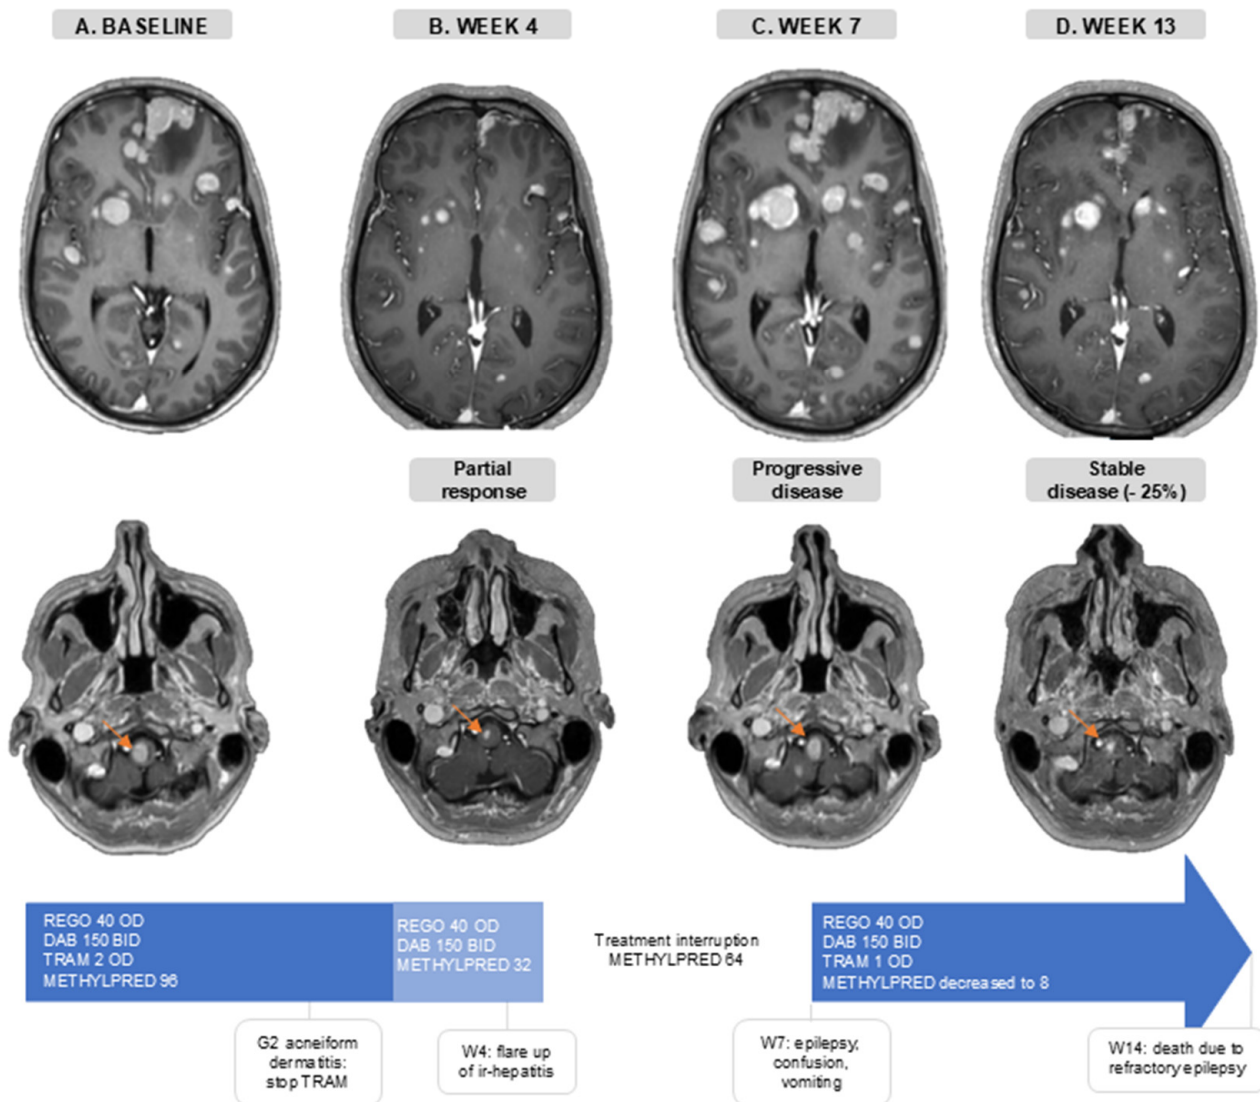 A. BASELINE
B. WEEK 4
C. WEEK 7
D. WEEK 13
Partial
response
Progressive
disease
Stable
disease (- 25%)
REGO 40 OD
DAB 150 BID
TRAM 2 OD
METHYLPRED 96
REGO 40 OD
DAB 150 BID
METHYLPRED 32
Treatment interruption
METHYLPRED 64
REGO 40 OD
DAB 150 BID
TRAM 1 OD
METHYLPRED decreased to 8
G2 acneiform
dermatitis:
stop TRAM
W4: flare up
of ir-hepatitis
W7: epilepsy,
confusion,
vomiting
W14: death due to
refractory epilepsy